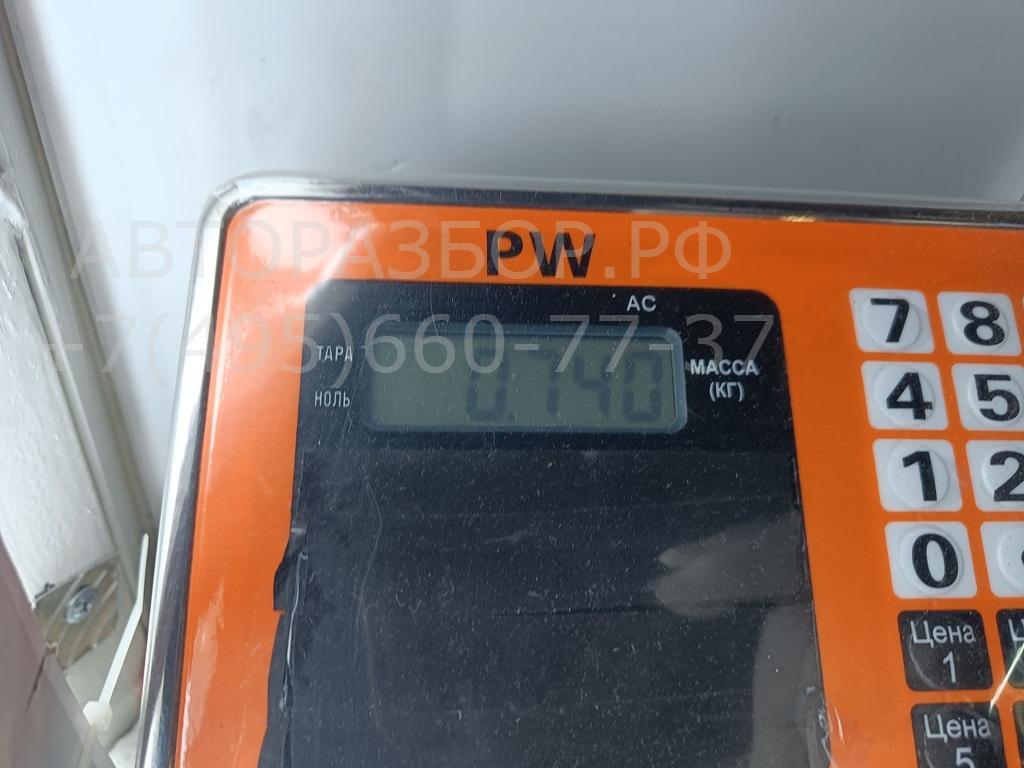 АВТОРАЗБОР.РФ
PW
AC
+7(495)660-77-37
ТАРА
0.740
МАССА
(КГ)
НОЛЬ
7 8
4 5
1 2
0
Цена
1
Цена
5